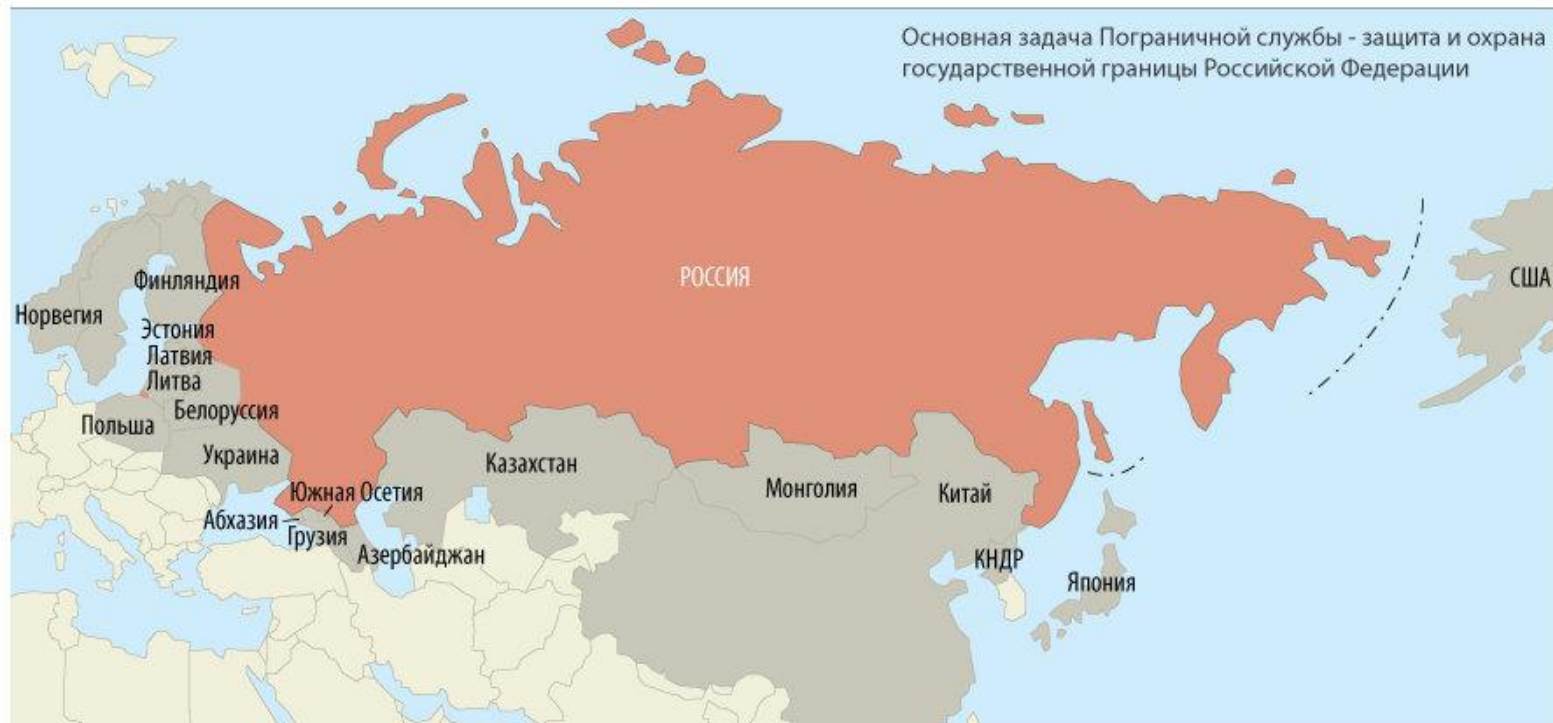 Основная задача Пограничной службы - защита и охрана
государственной границы Российской Федерации
РОССИЯ
США
Финляндия
Норвегия
Эстония
Латвия
Литва
Белоруссия
Польша
Украина
Казахстан
Монголия
Китай
Южная Осетия
Абхазия
Грузия
Азербайджан
КНДР
Япония